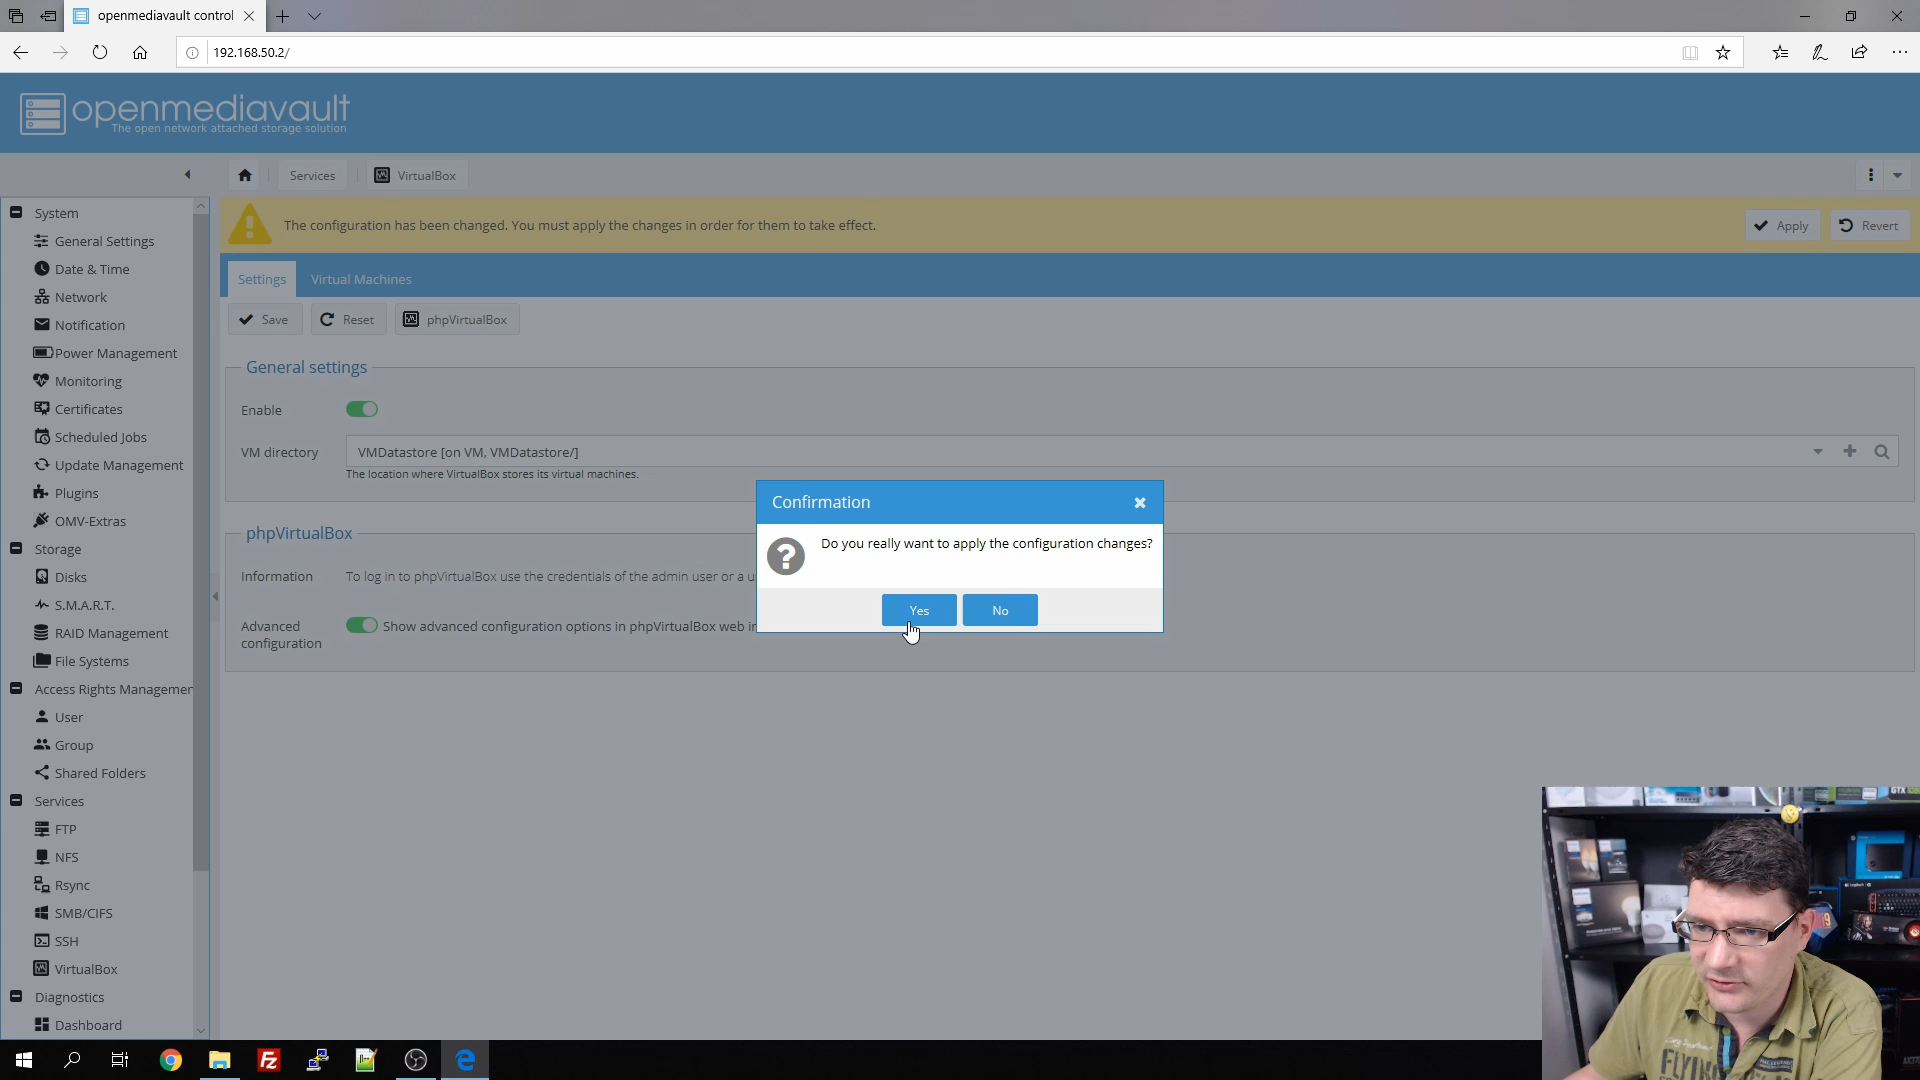 openmediavault control
192.168.50.2/
openmediavault
The open network attached storage solution
Services
VirtualBox
The configuration has been changed. You must apply the changes in order for them to take effect.
Apply
Revert
System
General Settings
Date & Time
Network
Notification
Power Management
Monitoring
Certificates
Scheduled Jobs
Update Management
Plugins
OMV-Extras
Storage
Disks
S.M.A.R.T.
RAID Management
File Systems
Access Rights Managemen
User
Group
Shared Folders
Services
FTP
NFS
Rsync
SMB/CIFS
SSH
VirtualBox
Diagnostics
Dashboard
Settings
Virtual Machines
Save
Reset
phpVirtualBox
General settings
Enable
VM directory
VMDatastore [on VM, VMDatastore/]
The location where VirtualBox stores its virtual machines.
phpVirtualBox
Information
To log in to phpVirtualBox use the credentials of the admin user or a u
Advanced
configuration
Show advanced configuration options in phpVirtualBox web in
Confirmation
Do you really want to apply the configuration changes?
Yes
No
GTX
FLYING